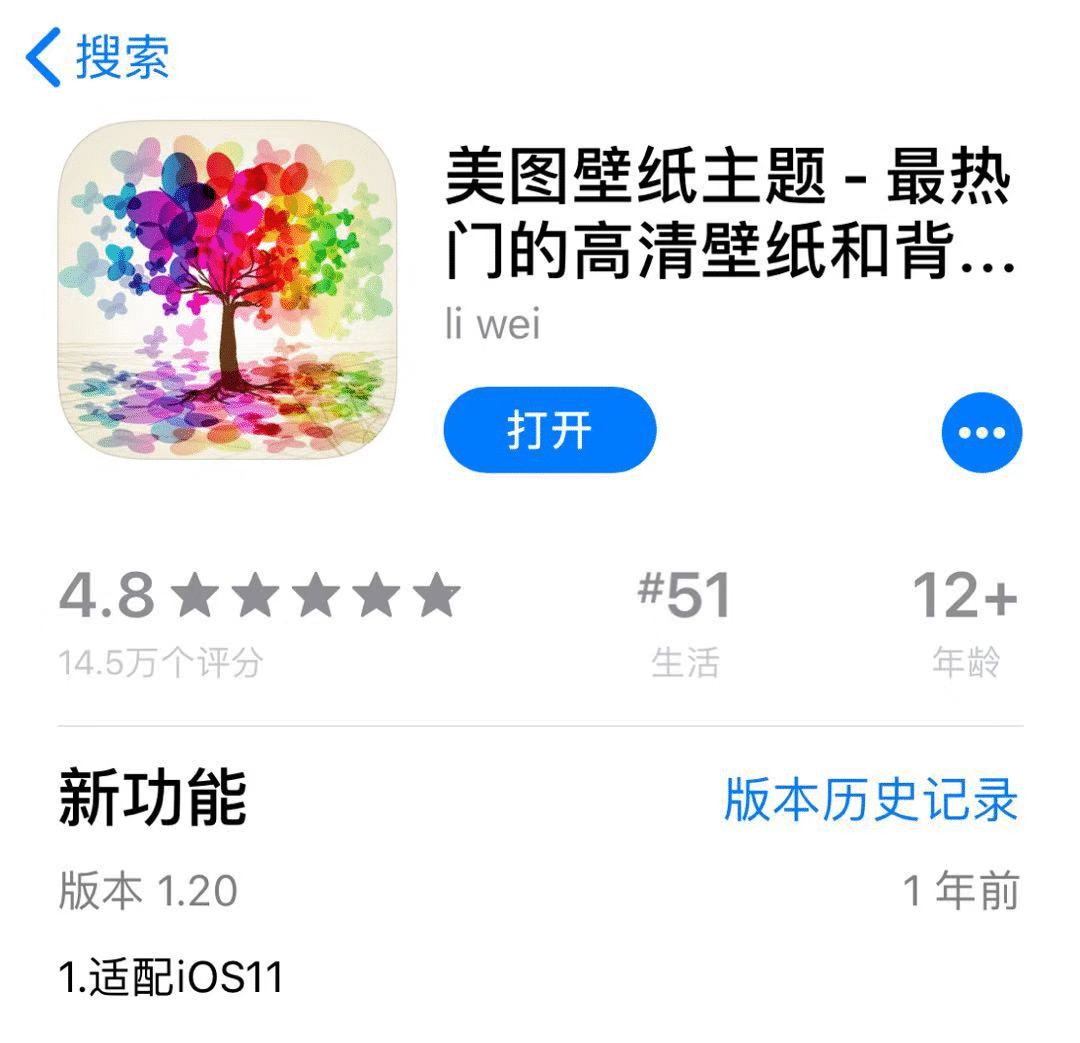 搜索
美图壁纸主题 - 最热
门的高清壁纸和背...
li wei
打开
4.8
#51
12+
14.5万个评分
生活
年龄
新功能
版本历史记录
版本 1.20
1 年前
1.适配iOS11